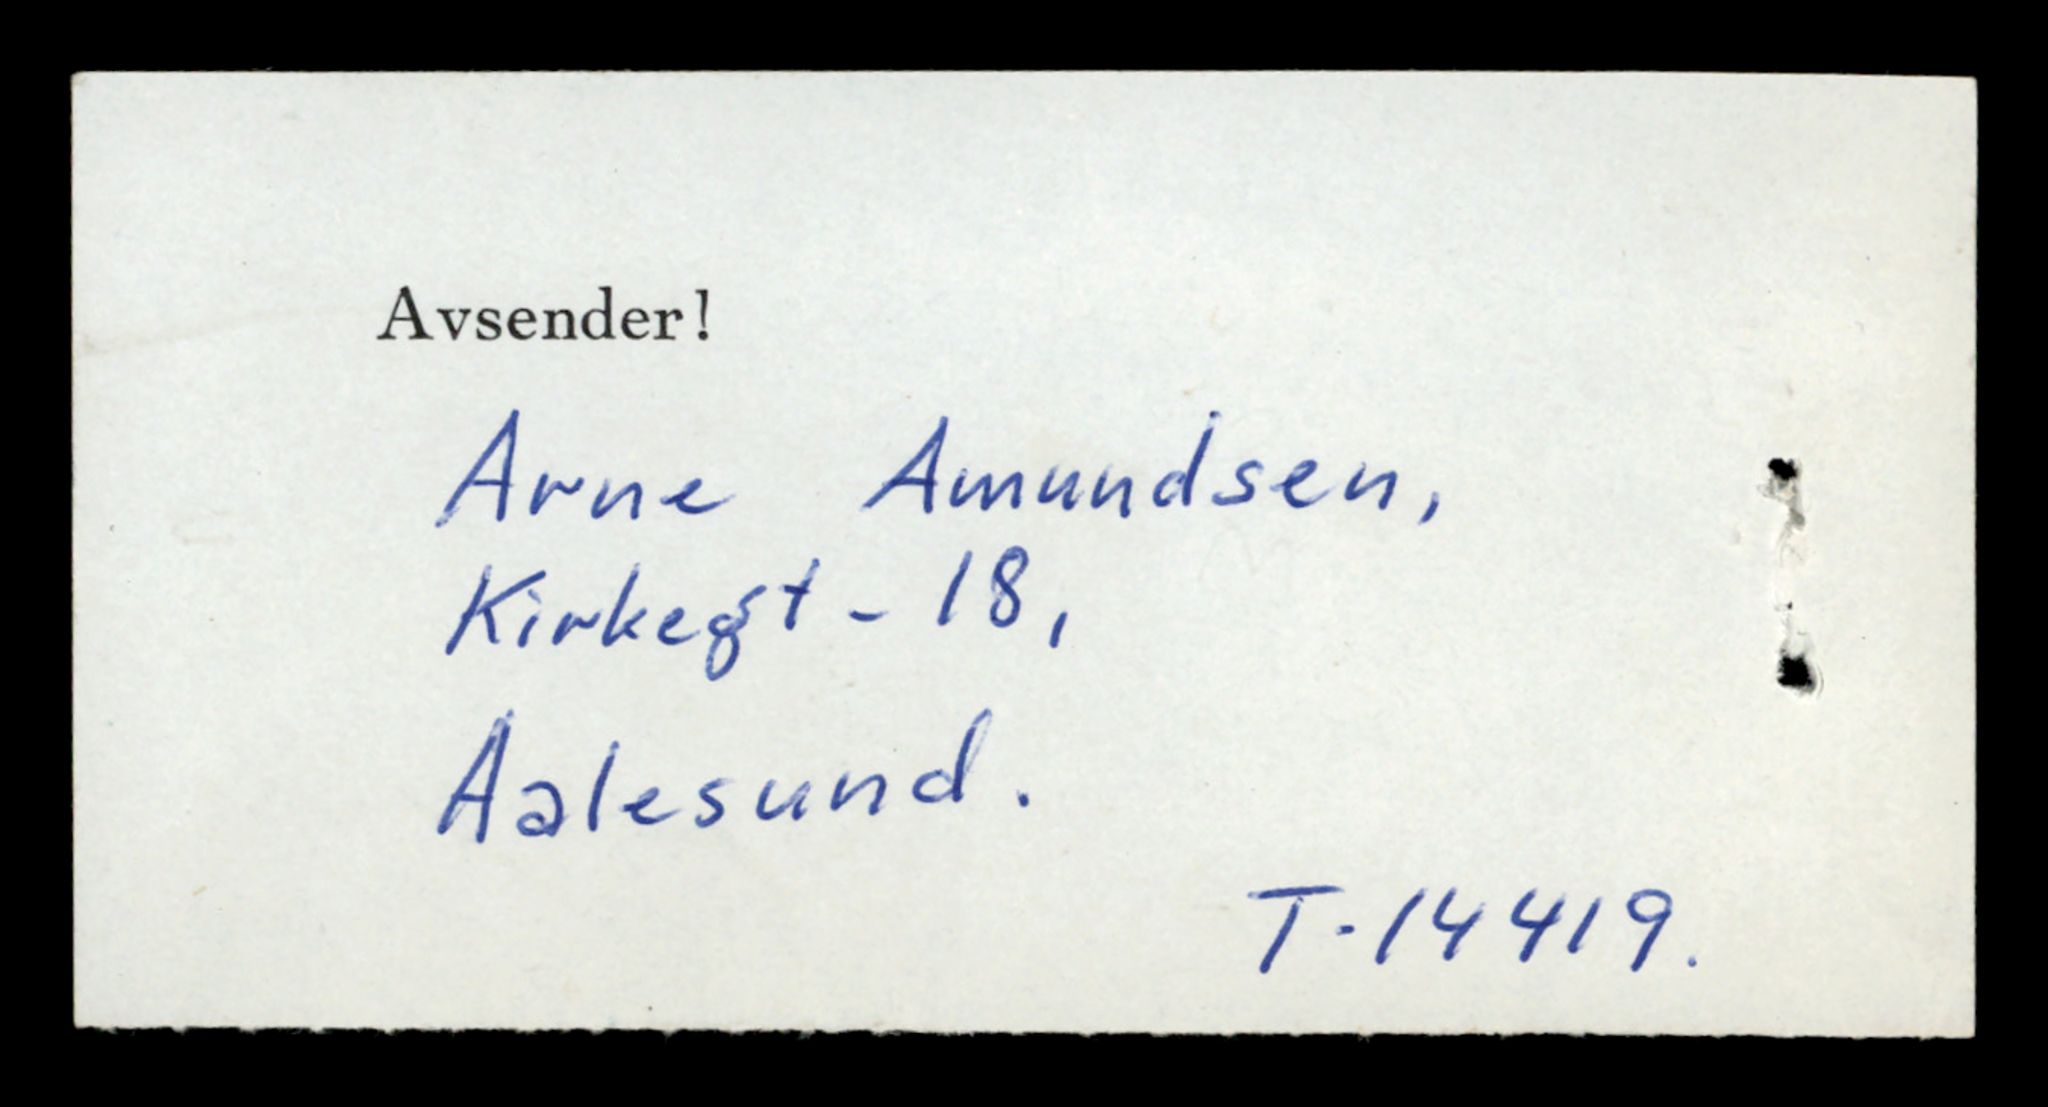 Avsender!
Arne Amundsen,
Kirkegt - 18,
Aalesund.
T-14419.